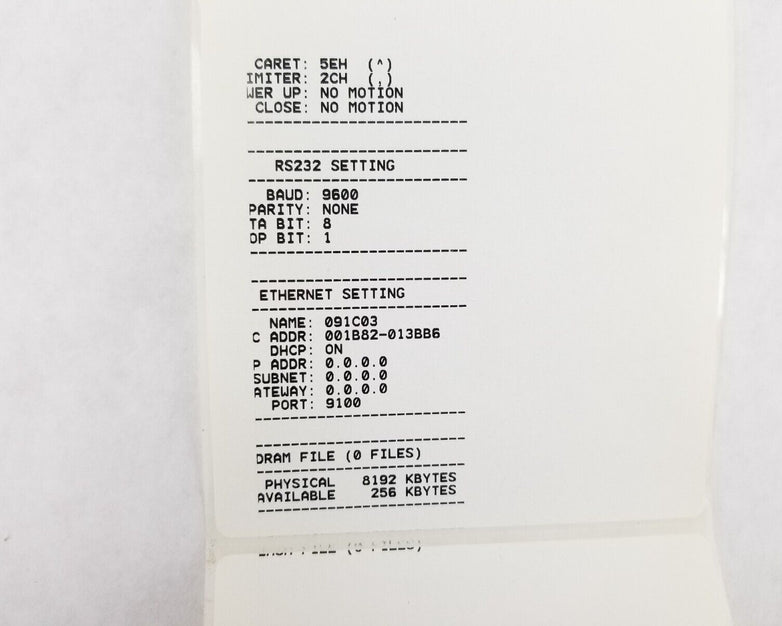 CARET: 5EH (^)
IMITER: 2CH (,)
WER UP: NO MOTION
CLOSE: NO MOTION
RS232 SETTING
BAUD: 9600
PARITY: NONE
TA BIT: 8
OP BIT: 1
ETHERNET SETTING
NAME: 091C03
C ADDR: 001B82-013BB6
DHCP: ON
P ADDR: 0.0.0.0
SUBNET: 0.0.0.0
ATEWAY: 0.0.0.0
PORT: 9100
DRAM FILE (0 FILES)
PHYSICAL 8192 KBYTES
AVAILABLE 256 KBYTES
FILE (0 FILES)